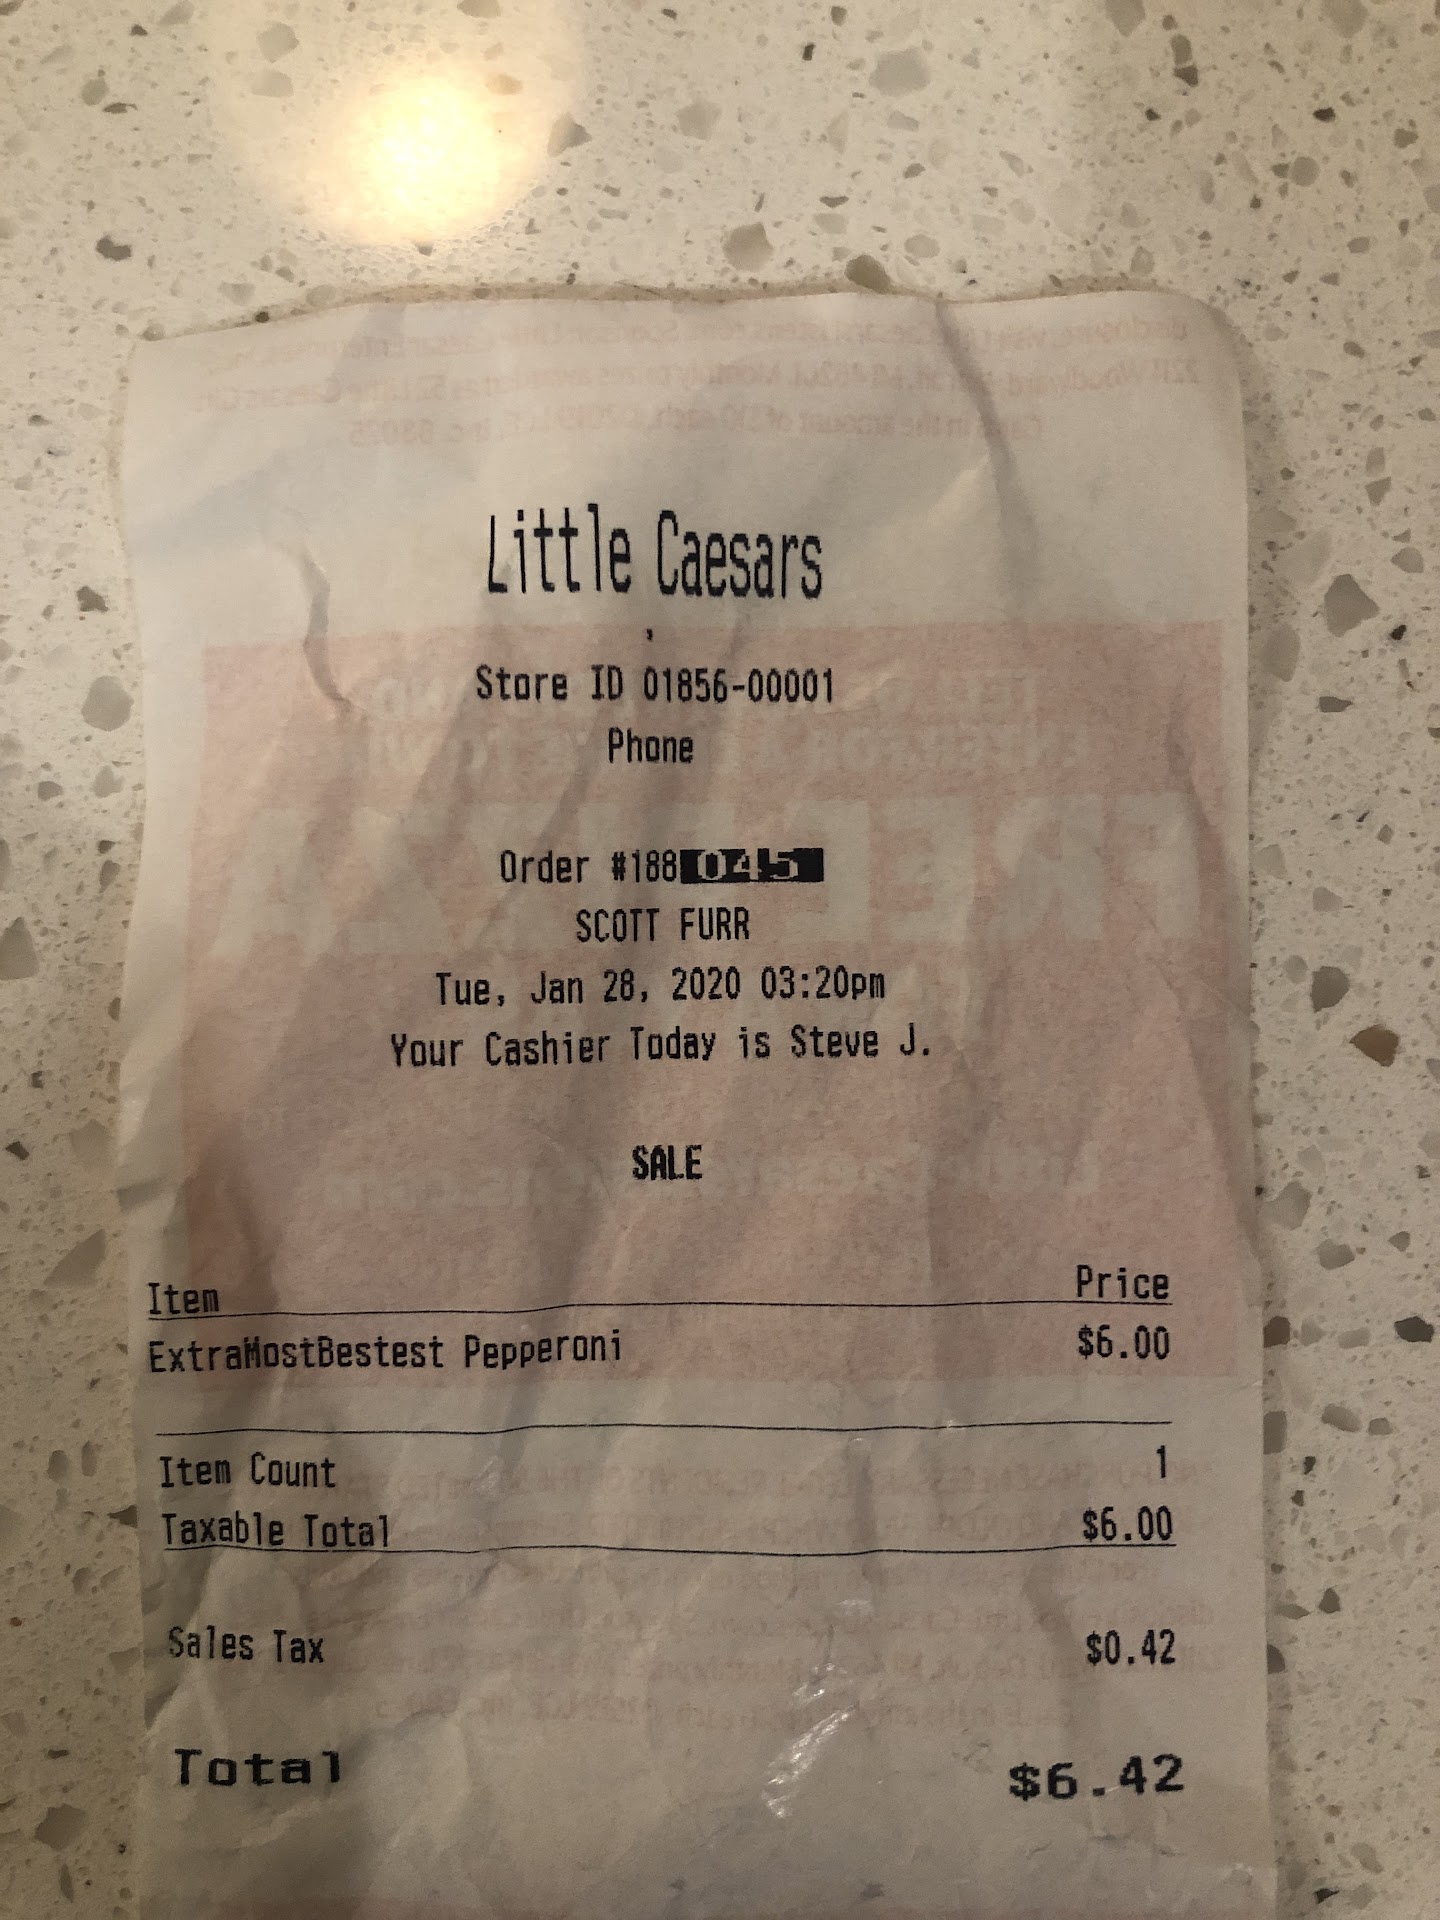 Little Caesars
,
Store ID 01856-00001
Phone
Order #188045
SCOTT FURR
Tue, Jan 28, 2020 03:20pm
Your Cashier Today is Steve J.
SALE
Item Price
ExtraMostBestest Pepperoni $6.00
Item Count 1
Taxable Total $6.00
Sales Tax $0.42
Total $6.42